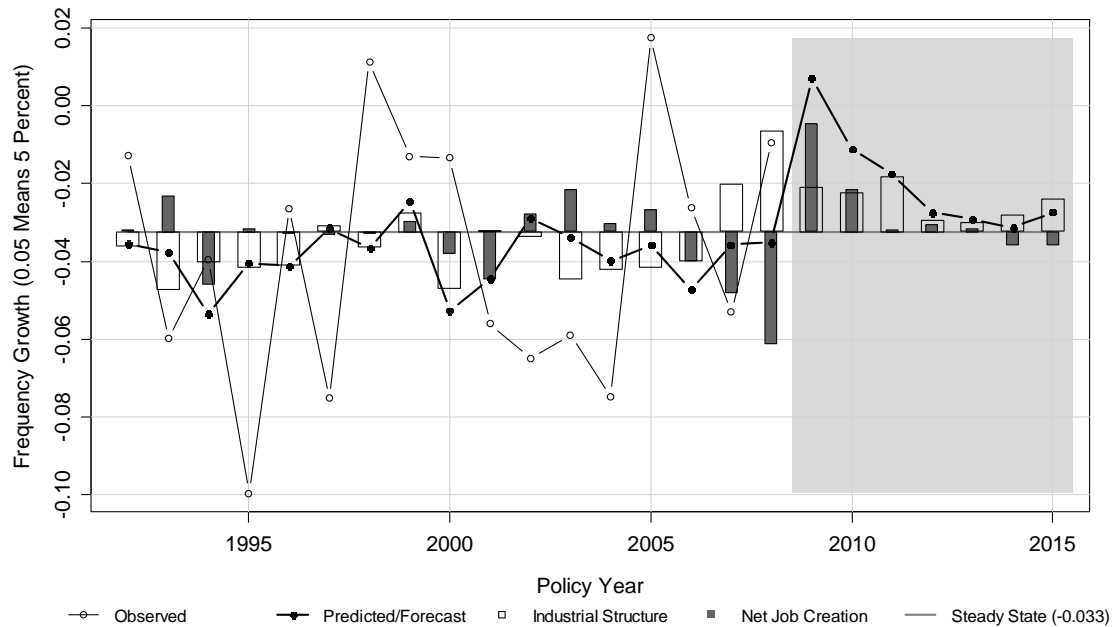 Frequency Growth (0.05 Means 5 Percent)
0.02
0.00
-0.02
-0.04
-0.06
-0.08
-0.10
1995
2000
2005
2010
2015
Policy Year
Observed
Predicted/Forecast
Industrial Structure
Net Job Creation
Steady State (-0.033)